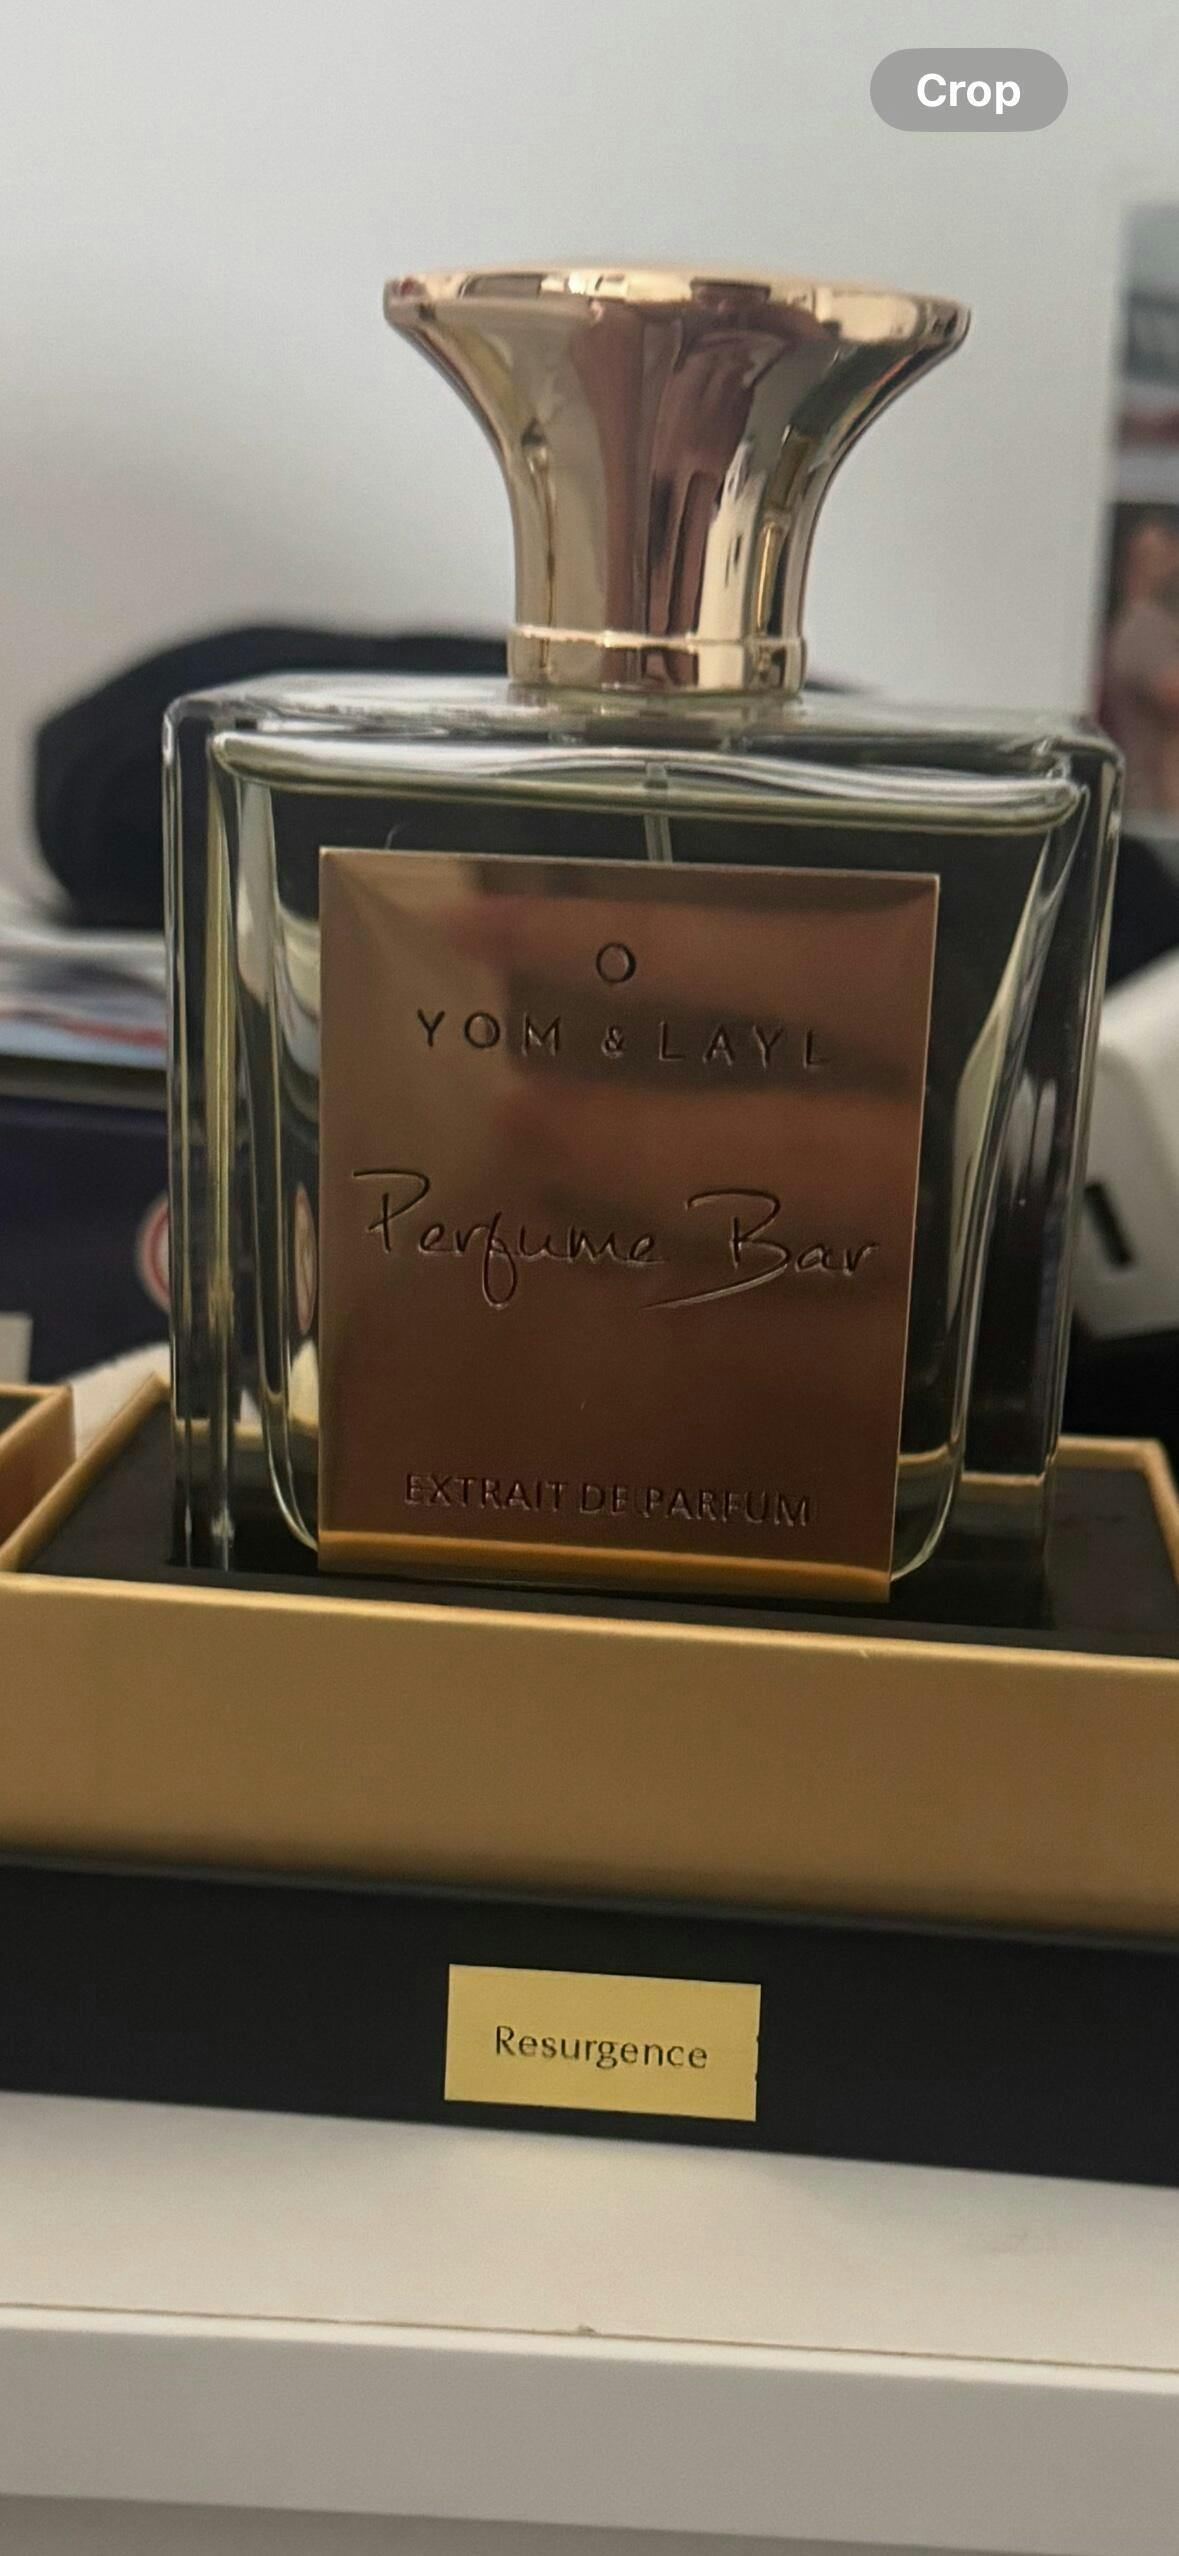 Crop
O
YOM & LAYL
Perfume Bar
EXTRAIT DE PARFUM
Resurgence